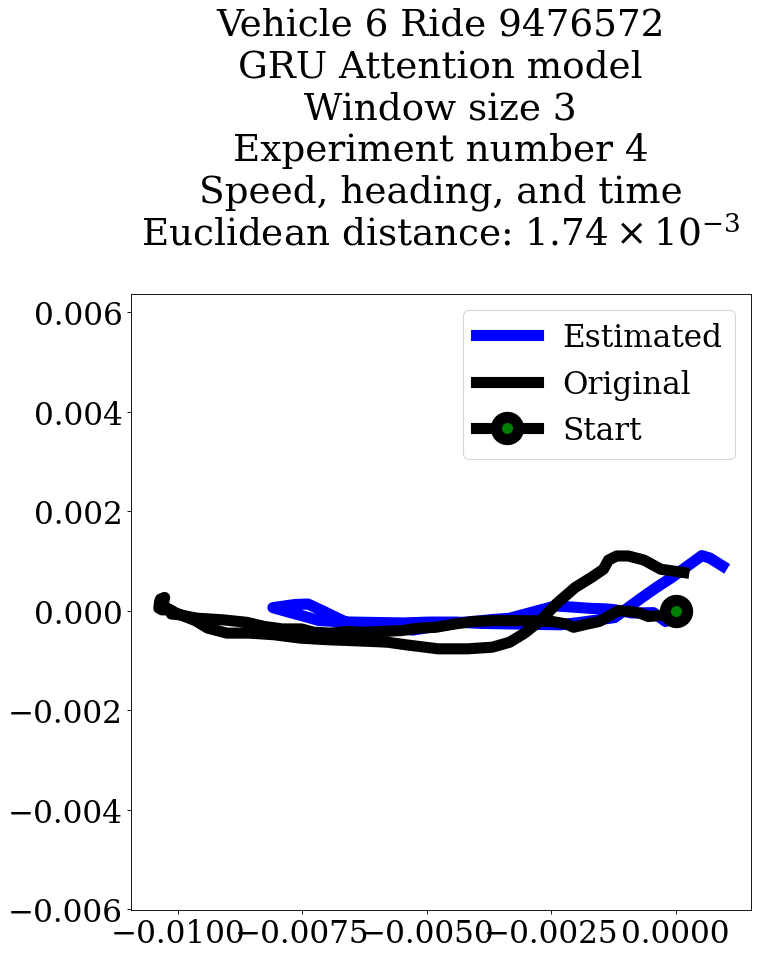 Vehicle 6 Ride 9476572
GRU Attention model
Window size 3
Experiment number 4
Speed, heading, and time
Euclidean distance: 1.74 × 10⁻³
Estimated
Original
Start
0.006
0.004
0.002
0.000
−0.002
−0.004
−0.006
−0.0100 −0.0075 −0.0050 −0.0025 0.0000